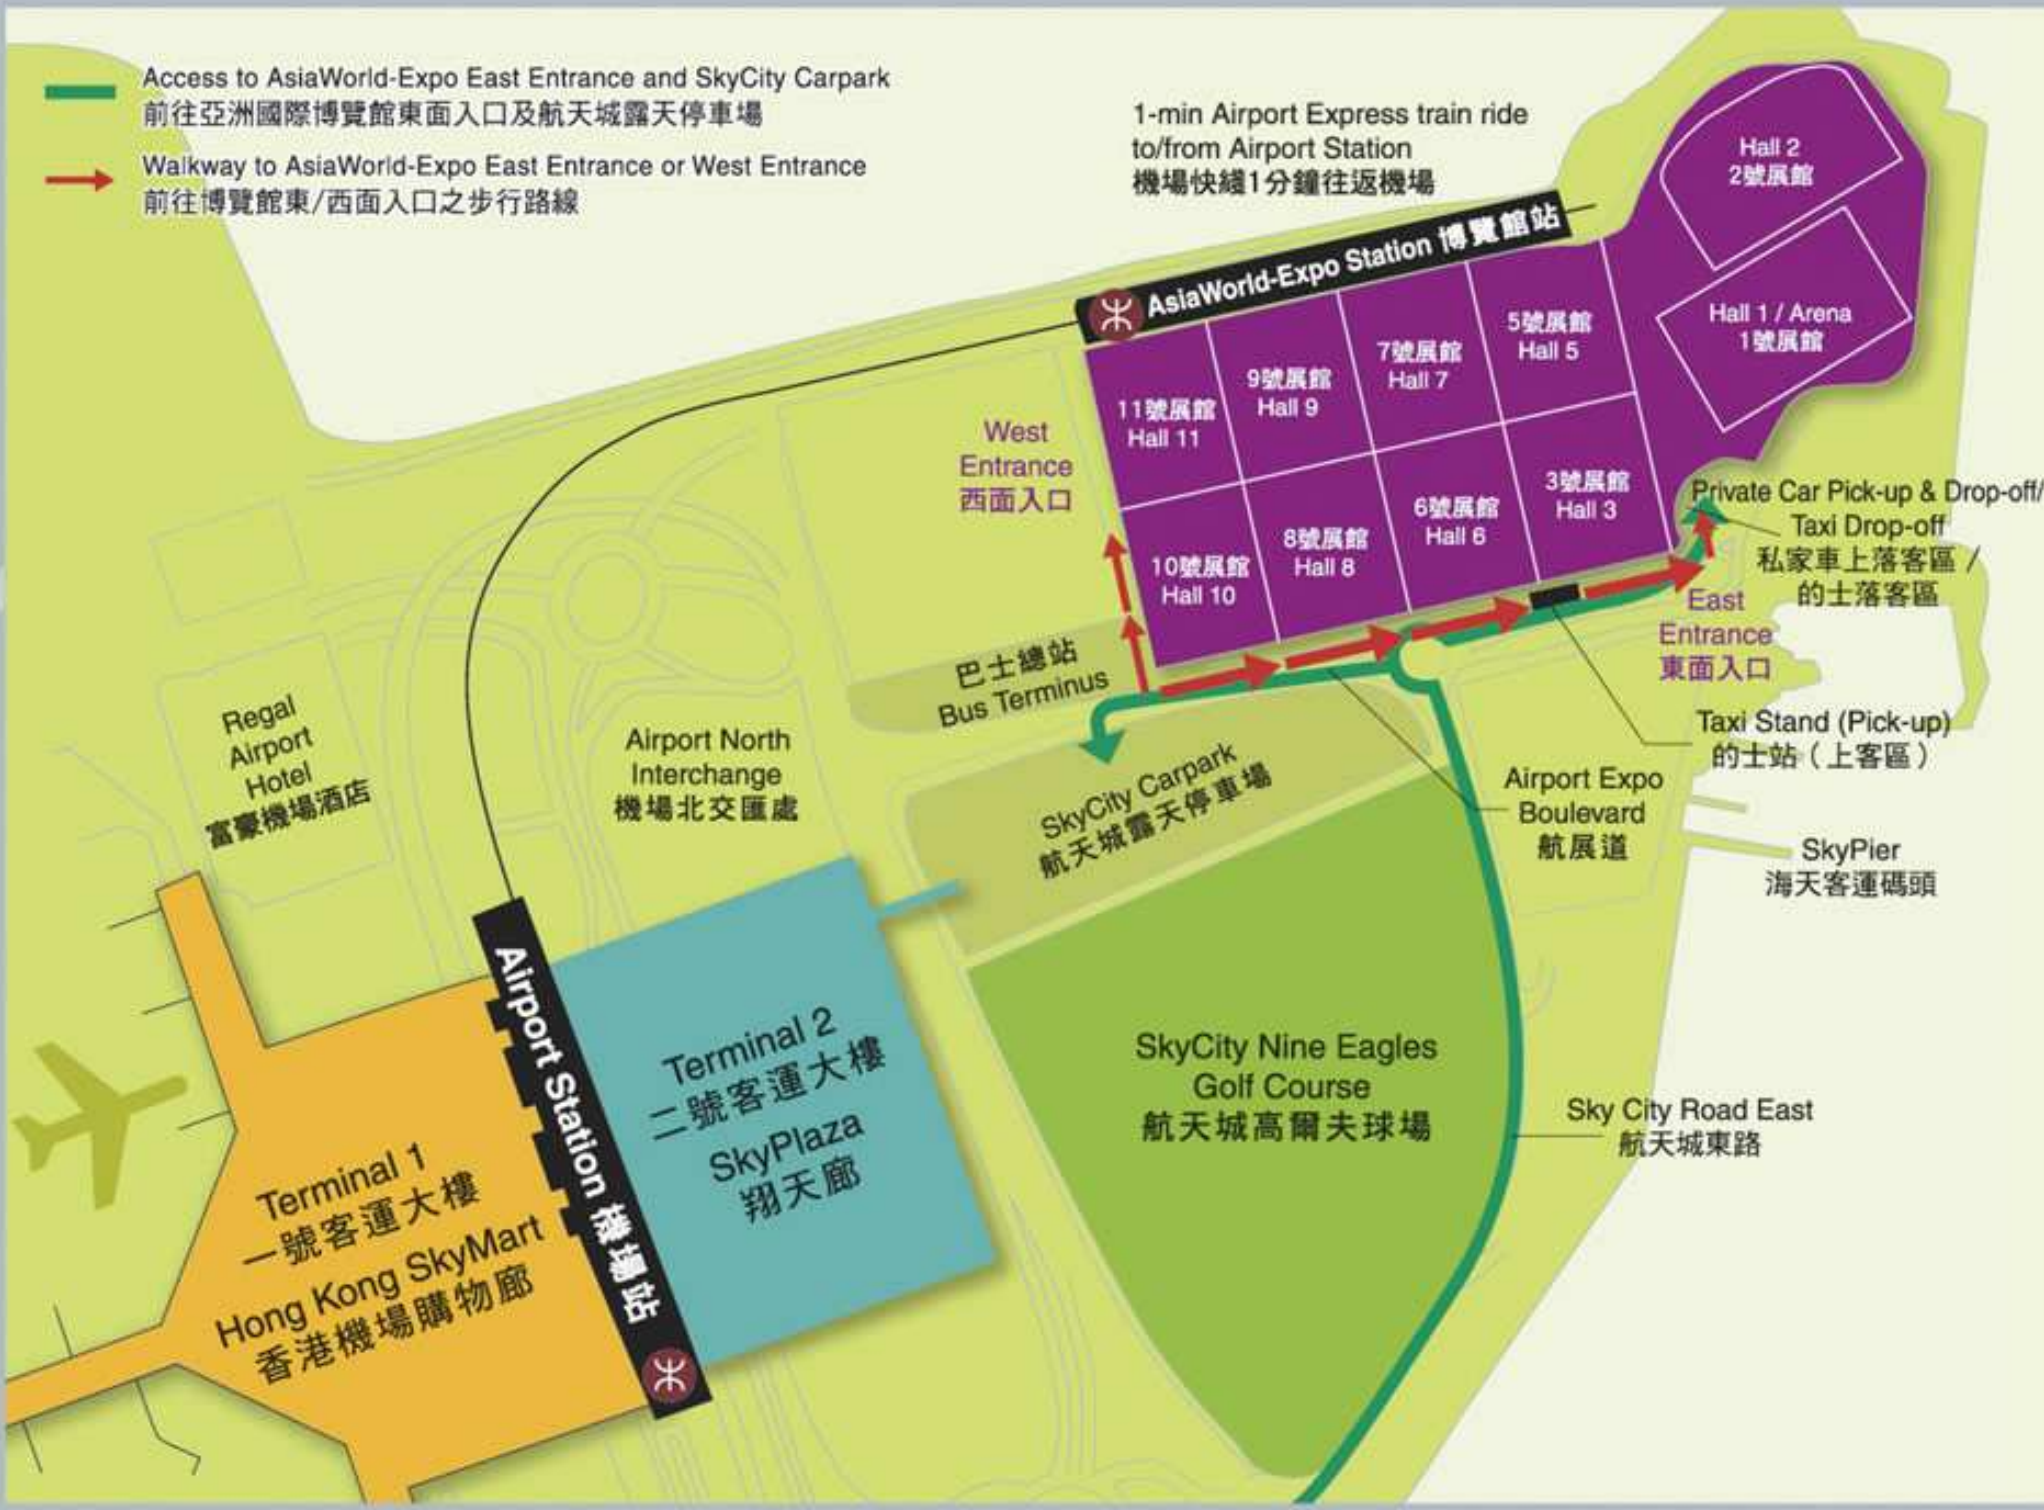 Access to AsiaWorld-Expo East Entrance and SkyCity Carpark
前往亞洲國際博覽館東面入口及航天城露天停車場
Walkway to AsiaWorld-Expo East Entrance or West Entrance
前往博覽館東/西面入口之步行路線
1-min Airport Express train ride
to/from Airport Station
機場快綫1分鐘往返機場
AsiaWorld-Expo Station 博覽館站
Hall 2
2號展館
Hall 1 / Arena
1號展館
5號展館
Hall 5
7號展館
Hall 7
9號展館
Hall 9
11號展館
Hall 11
3號展館
Hall 3
6號展館
Hall 6
8號展館
Hall 8
10號展館
Hall 10
West
Entrance
西面入口
Private Car Pick-up & Drop-off/
Taxi Drop-off
私家車上落客區 /
的士落客區
East
Entrance
東面入口
巴士總站
Bus Terminus
Taxi Stand (Pick-up)
的士站（上客區）
Regal
Airport
Hotel
富豪機場酒店
Airport North
Interchange
機場北交匯處
SkyCity Carpark
航天城露天停車場
Airport Expo
Boulevard
航展道
SkyPier
海天客運碼頭
Airport Station 機場站
Terminal 2
二號客運大樓
SkyPlaza
翔天廊
SkyCity Nine Eagles
Golf Course
航天城高爾夫球場
Sky City Road East
航天城東路
Terminal 1
一號客運大樓
Hong Kong SkyMart
香港機場購物廊